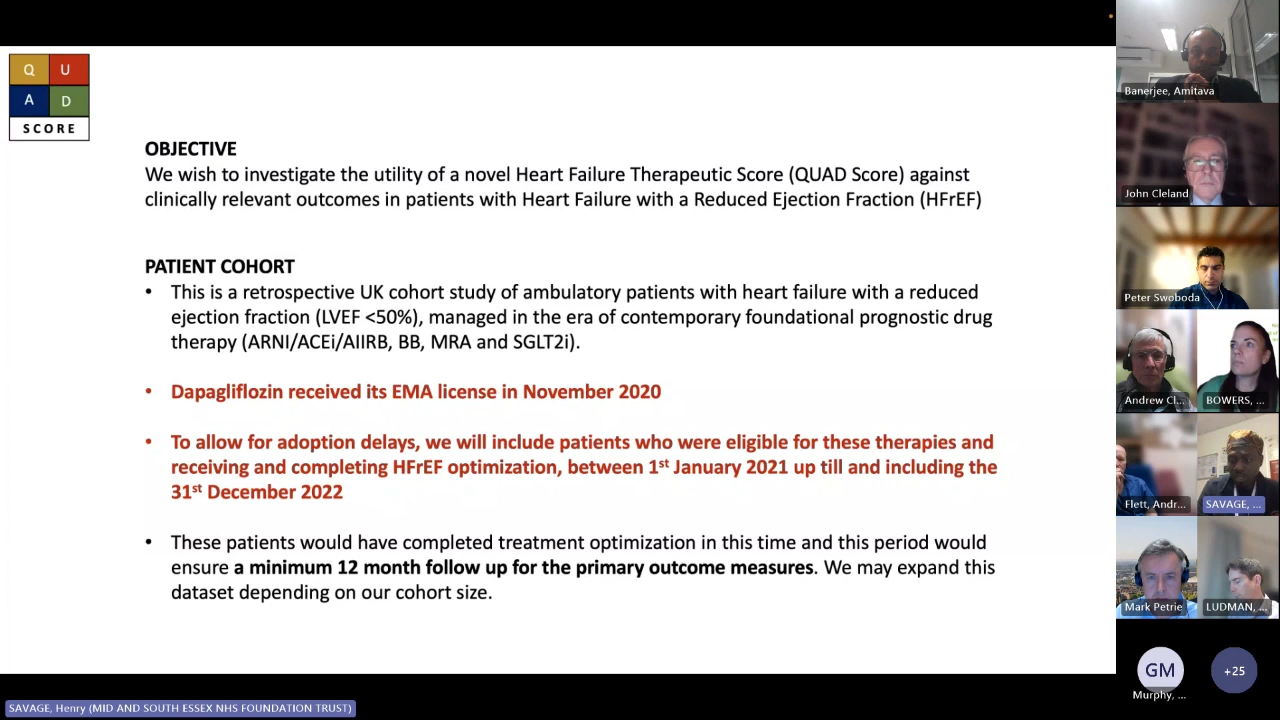 Q U
A D
SCORE
OBJECTIVE
We wish to investigate the utility of a novel Heart Failure Therapeutic Score (QUAD Score) against
clinically relevant outcomes in patients with Heart Failure with a Reduced Ejection Fraction (HFrEF)
PATIENT COHORT
• This is a retrospective UK cohort study of ambulatory patients with heart failure with a reduced
ejection fraction (LVEF <50%), managed in the era of contemporary foundational prognostic drug
therapy (ARNI/ACEi/AIIRB, BB, MRA and SGLT2i).
• Dapagliflozin received its EMA license in November 2020
• To allow for adoption delays, we will include patients who were eligible for these therapies and
receiving and completing HFrEF optimization, between 1st January 2021 up till and including the
31st December 2022
• These patients would have completed treatment optimization in this time and this period would
ensure a minimum 12 month follow up for the primary outcome measures. We may expand this
dataset depending on our cohort size.
SAVAGE, Henry (MID AND SOUTH ESSEX NHS FOUNDATION TRUST)
Banerjee, Amitava
John Cleland
Peter Swoboda
Andrew Cl...
BOWERS, ...
Flett, Andr...
SAVAGE, ...
Mark Petrie
LUDMAN, ...
GM
+25
Murphy, ...